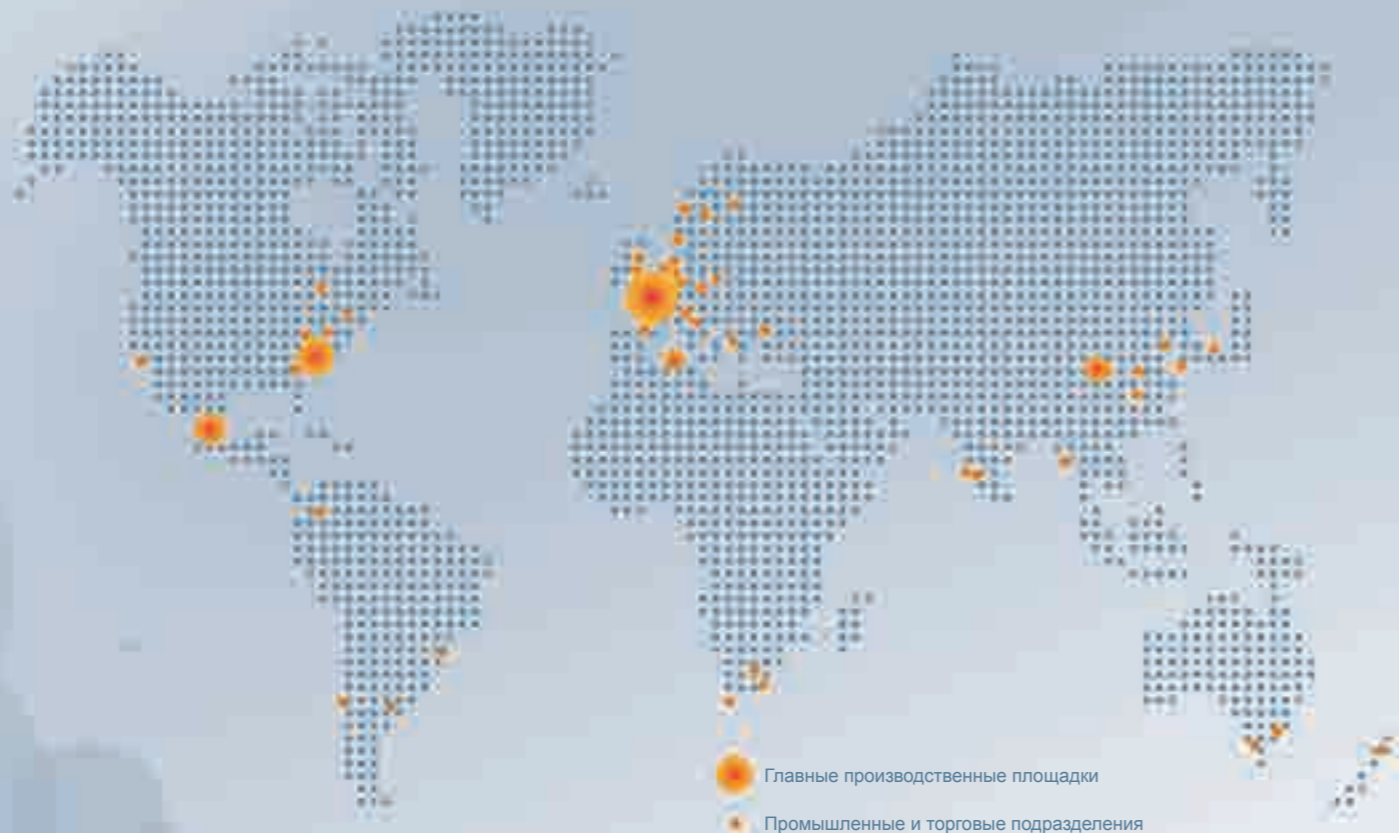 Главные производственные площадки
Промышленные и торговые подразделения